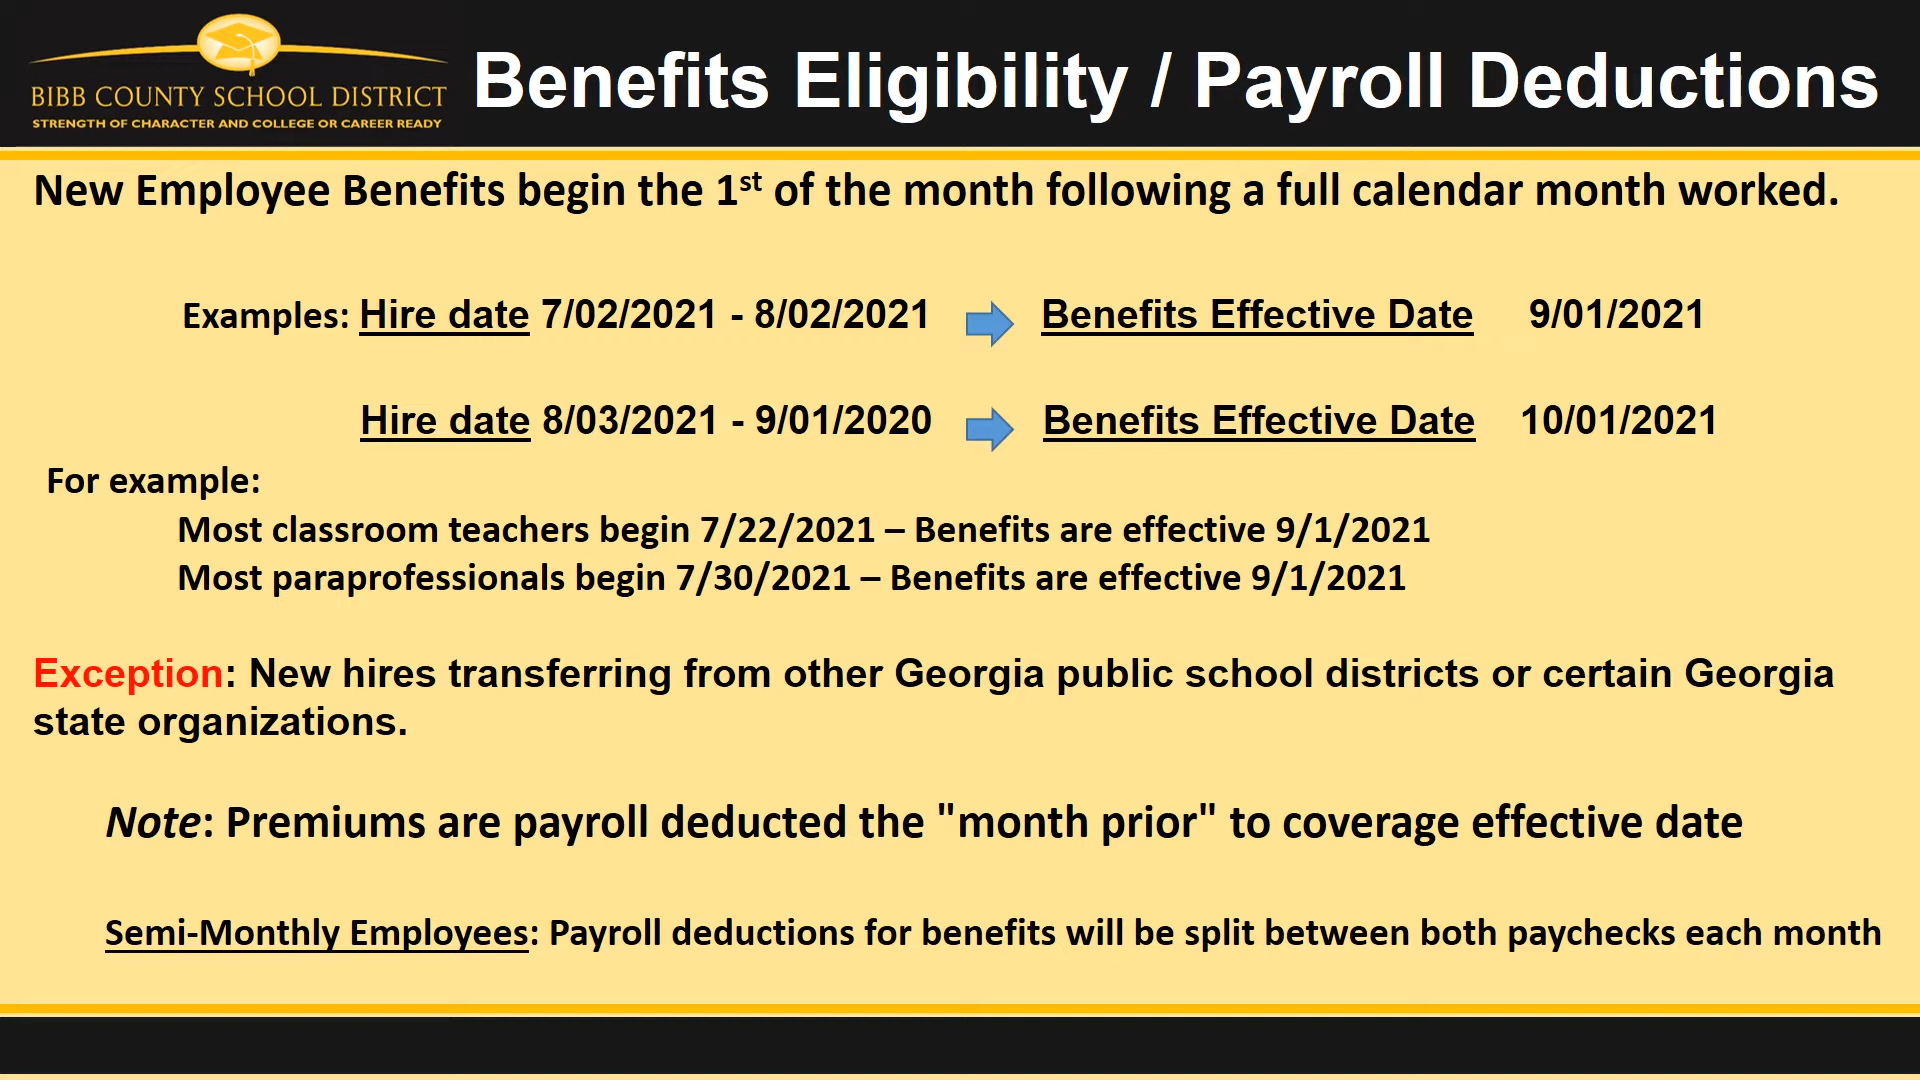 BIBB COUNTY SCHOOL DISTRICT
STRENGTH OF CHARACTER AND COLLEGE OR CAREER READY
Benefits Eligibility / Payroll Deductions
New Employee Benefits begin the 1st of the month following a full calendar month worked.
Examples: Hire date 7/02/2021 - 8/02/2021 Benefits Effective Date 9/01/2021
Hire date 8/03/2021 - 9/01/2020 Benefits Effective Date 10/01/2021
For example:
Most classroom teachers begin 7/22/2021 – Benefits are effective 9/1/2021
Most paraprofessionals begin 7/30/2021 – Benefits are effective 9/1/2021
Exception: New hires transferring from other Georgia public school districts or certain Georgia
state organizations.
Note: Premiums are payroll deducted the "month prior" to coverage effective date
Semi-Monthly Employees: Payroll deductions for benefits will be split between both paychecks each month